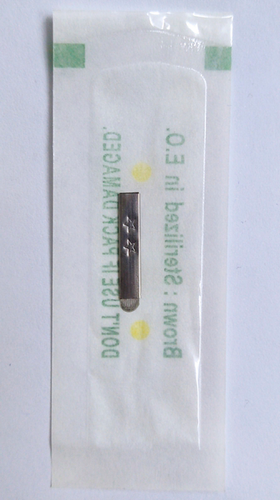 DON'T USE IF PACK DAMAGED.
Brown : Sterilized in E.O.